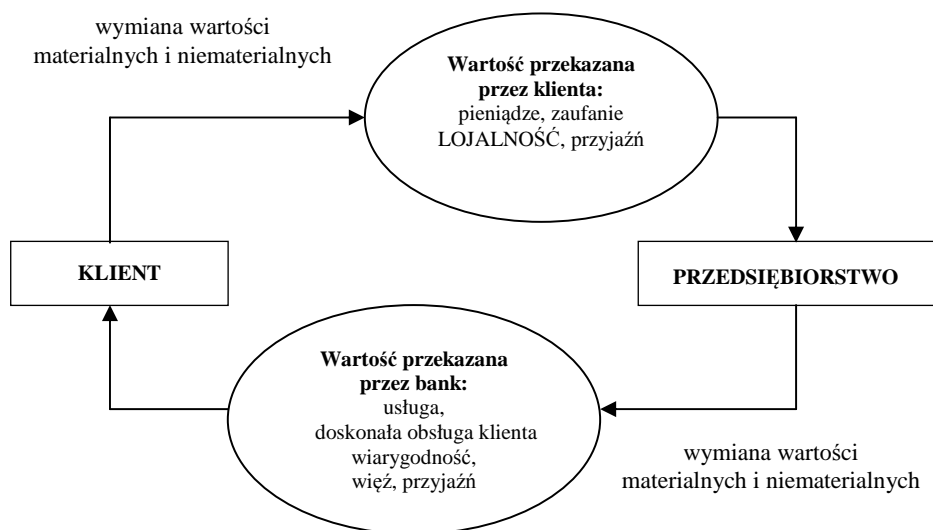 wymiana wartości
materialnych i niematerialnych
Wartość przekazana
przez klienta:
pieniądze, zaufanie
LOJALNOŚĆ, przyjaźń
KLIENT
PRZEDSIĘBIORSTWO
Wartość przekazana
przez bank:
usługa,
doskonała obsługa klienta
wiarygodność,
więź, przyjaźń
wymiana wartości
materialnych i niematerialnych